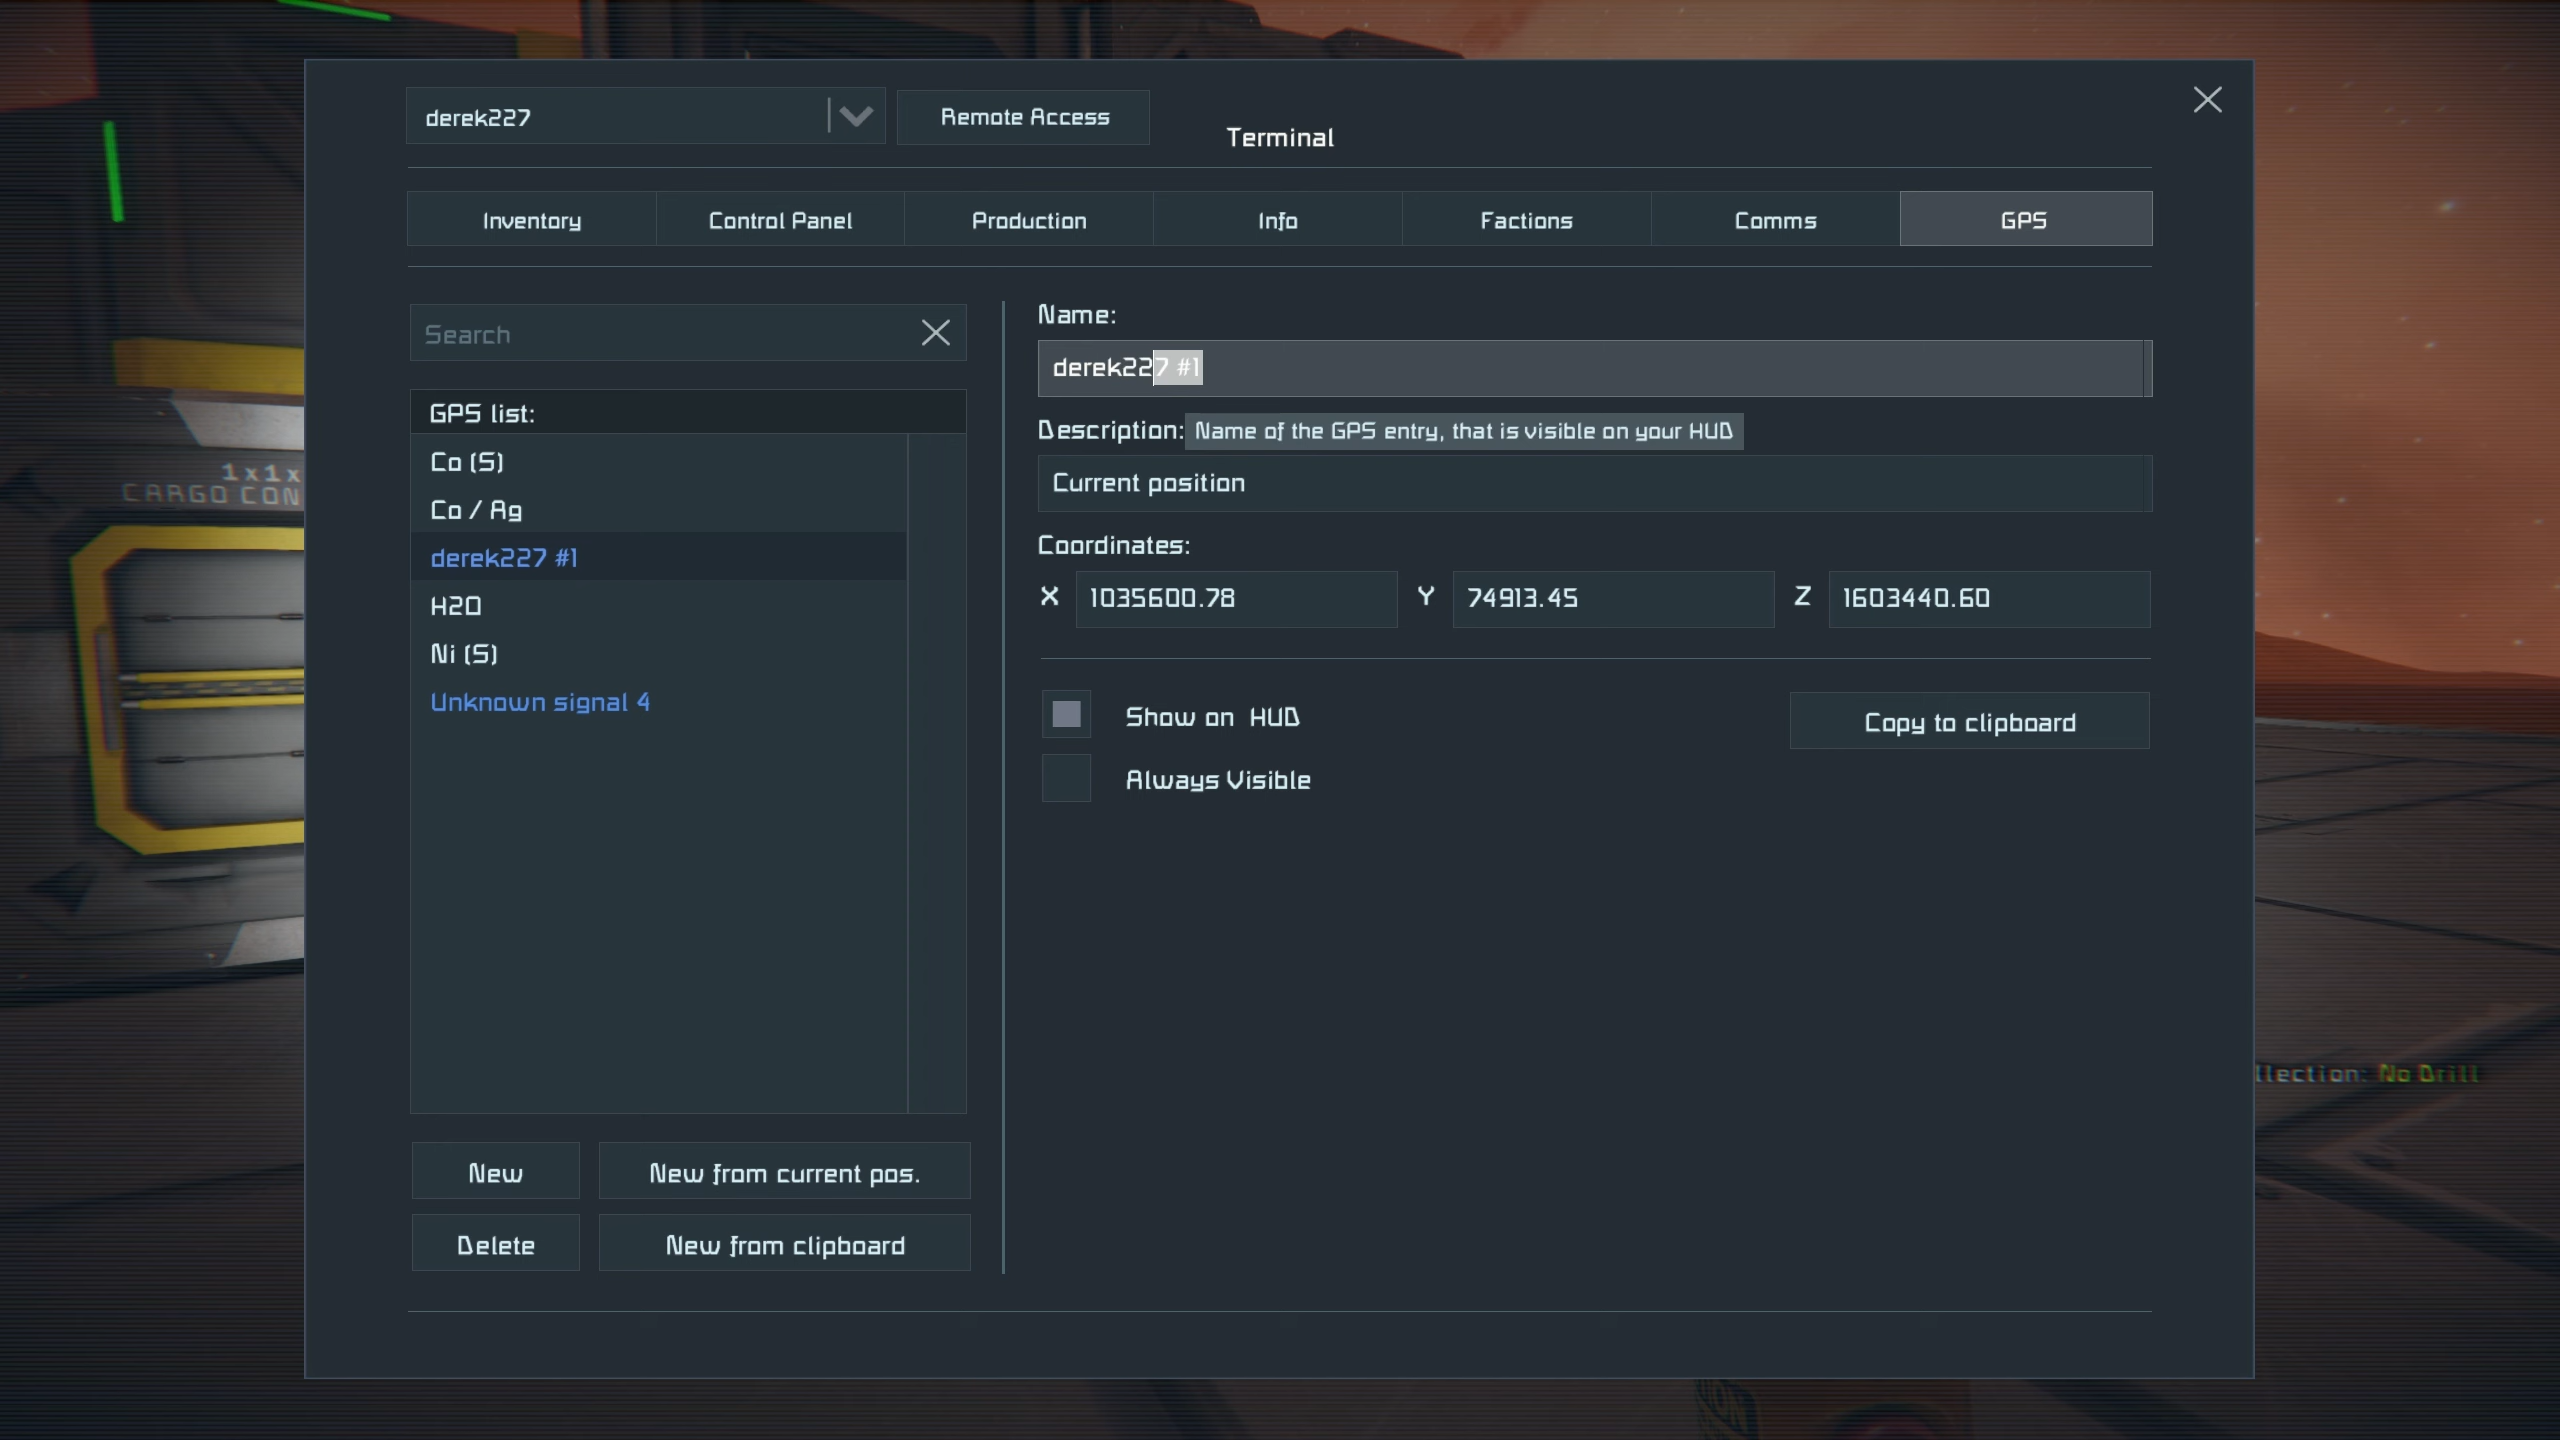 derek227
Remote Access
Terminal
Inventory
Control Panel
Production
Info
Factions
Comms
GPS
Search
GPS list:
Co (S)
Co / Ag
derek227 #1
H2O
Ni (S)
Unknown signal 4
New
New from current pos.
Delete
New from clipboard
Name:
derek227 #1
Description:
Name of the GPS entry, that is visible on your HUD
Current position
Coordinates:
X 1035600.78 Y 74913.45 Z 1603440.60
Show on HUD
Copy to clipboard
Always Visible
1x1x
CARGO CON
llection: No Drill